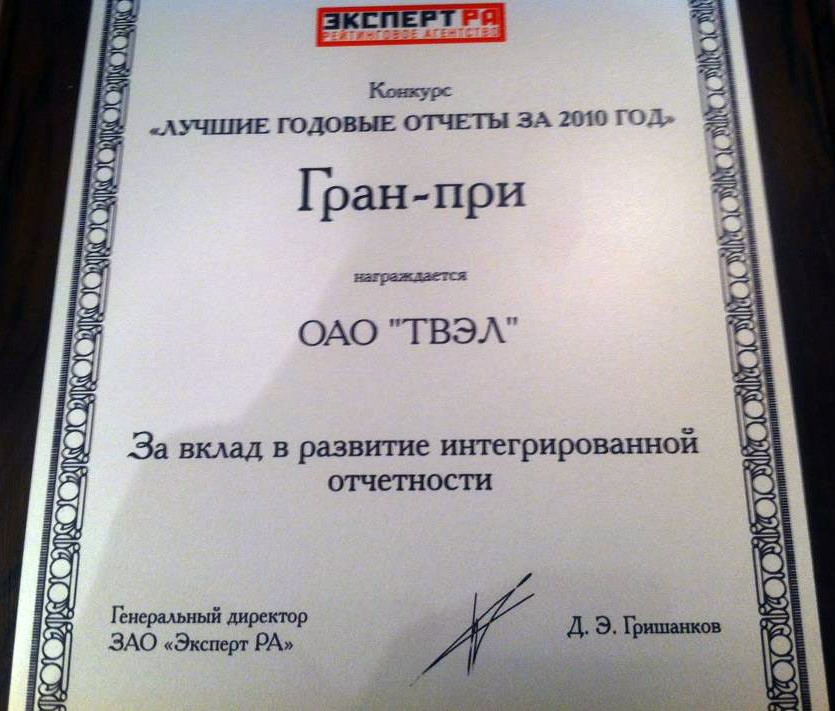 ЭКСПЕРТ РА
РЕЙТИНГОВОЕ АГЕНТСТВО
Конкурс
«ЛУЧШИЕ ГОДОВЫЕ ОТЧЕТЫ ЗА 2010 ГОД»
Гран-при
награждается
ОАО "ТВЭЛ"
За вклад в развитие интегрированной
отчетности
Генеральный директор
ЗАО «Эксперт РА»
Д. Э. Гришанков